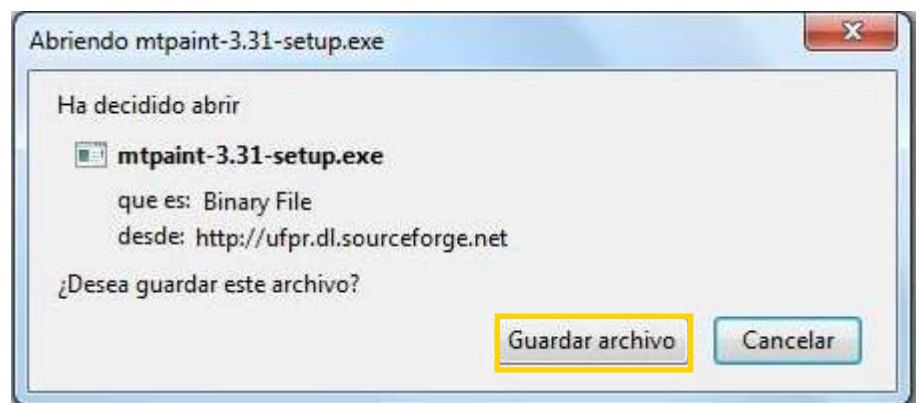 Abriendo mtpaint-3.31-setup.exe
Ha decidido abrir
mtpaint-3.31-setup.exe
que es: Binary File
desde: http://ufpr.dl.sourceforge.net
¿Desea guardar este archivo?
Guardar archivo Cancelar